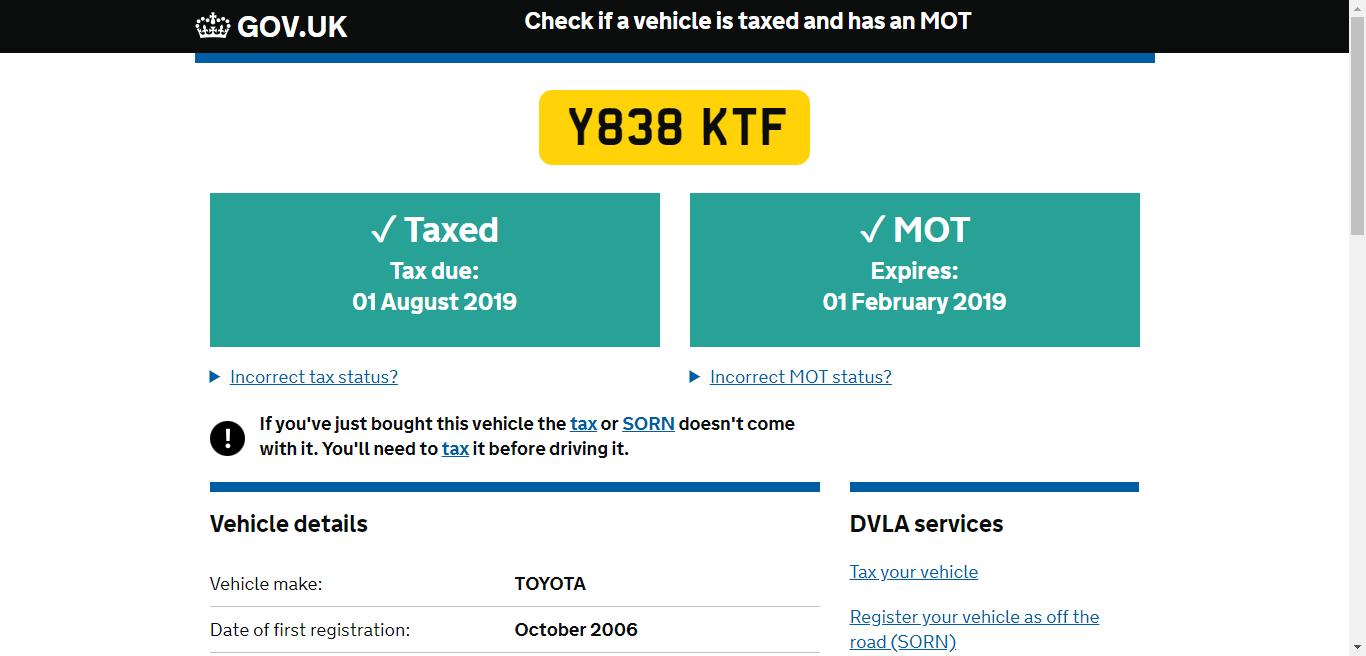 GOV.UK
Check if a vehicle is taxed and has an MOT
Y838 KTF
✓ Taxed
Tax due:
01 August 2019
✓ MOT
Expires:
01 February 2019
Incorrect tax status?
Incorrect MOT status?
If you've just bought this vehicle the tax or SORN doesn't come
with it. You'll need to tax it before driving it.
Vehicle details
Vehicle make: TOYOTA
Date of first registration: October 2006
DVLA services
Tax your vehicle
Register your vehicle as off the
road (SORN)